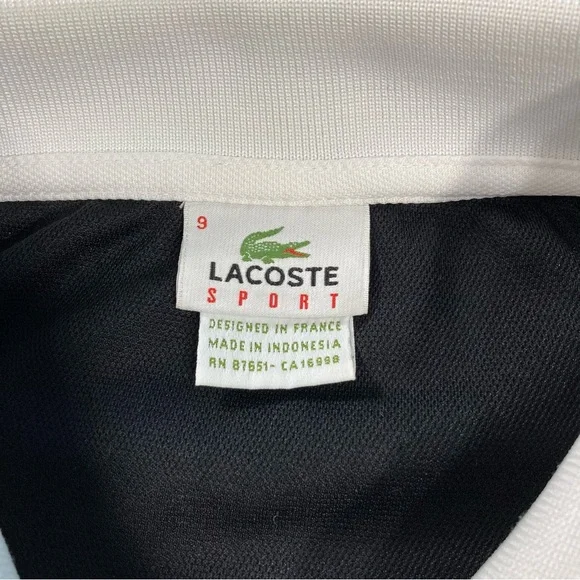 9
LACOSTE
SPORT
DESIGNED IN FRANCE
MADE IN INDONESIA
RN 87651- CA16998